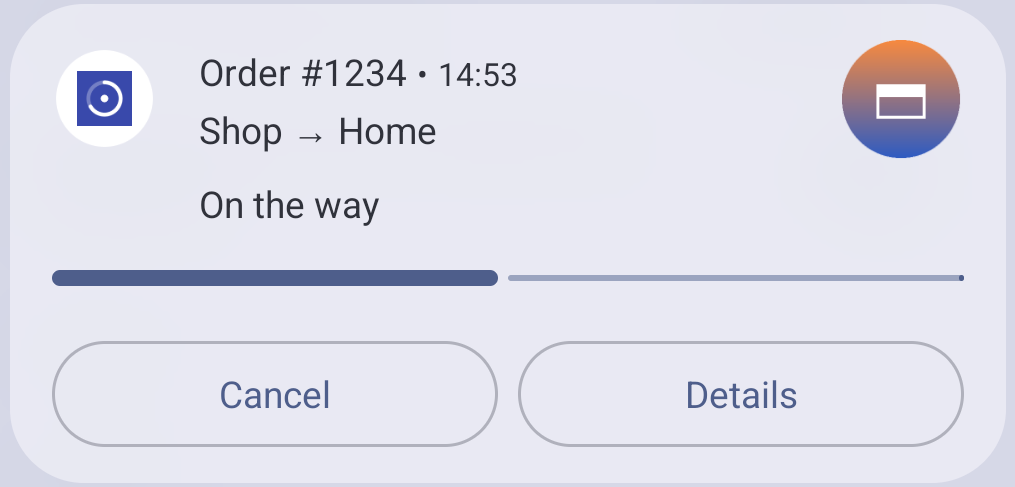 Order #1234 • 14:53
Shop → Home
On the way
Cancel
Details